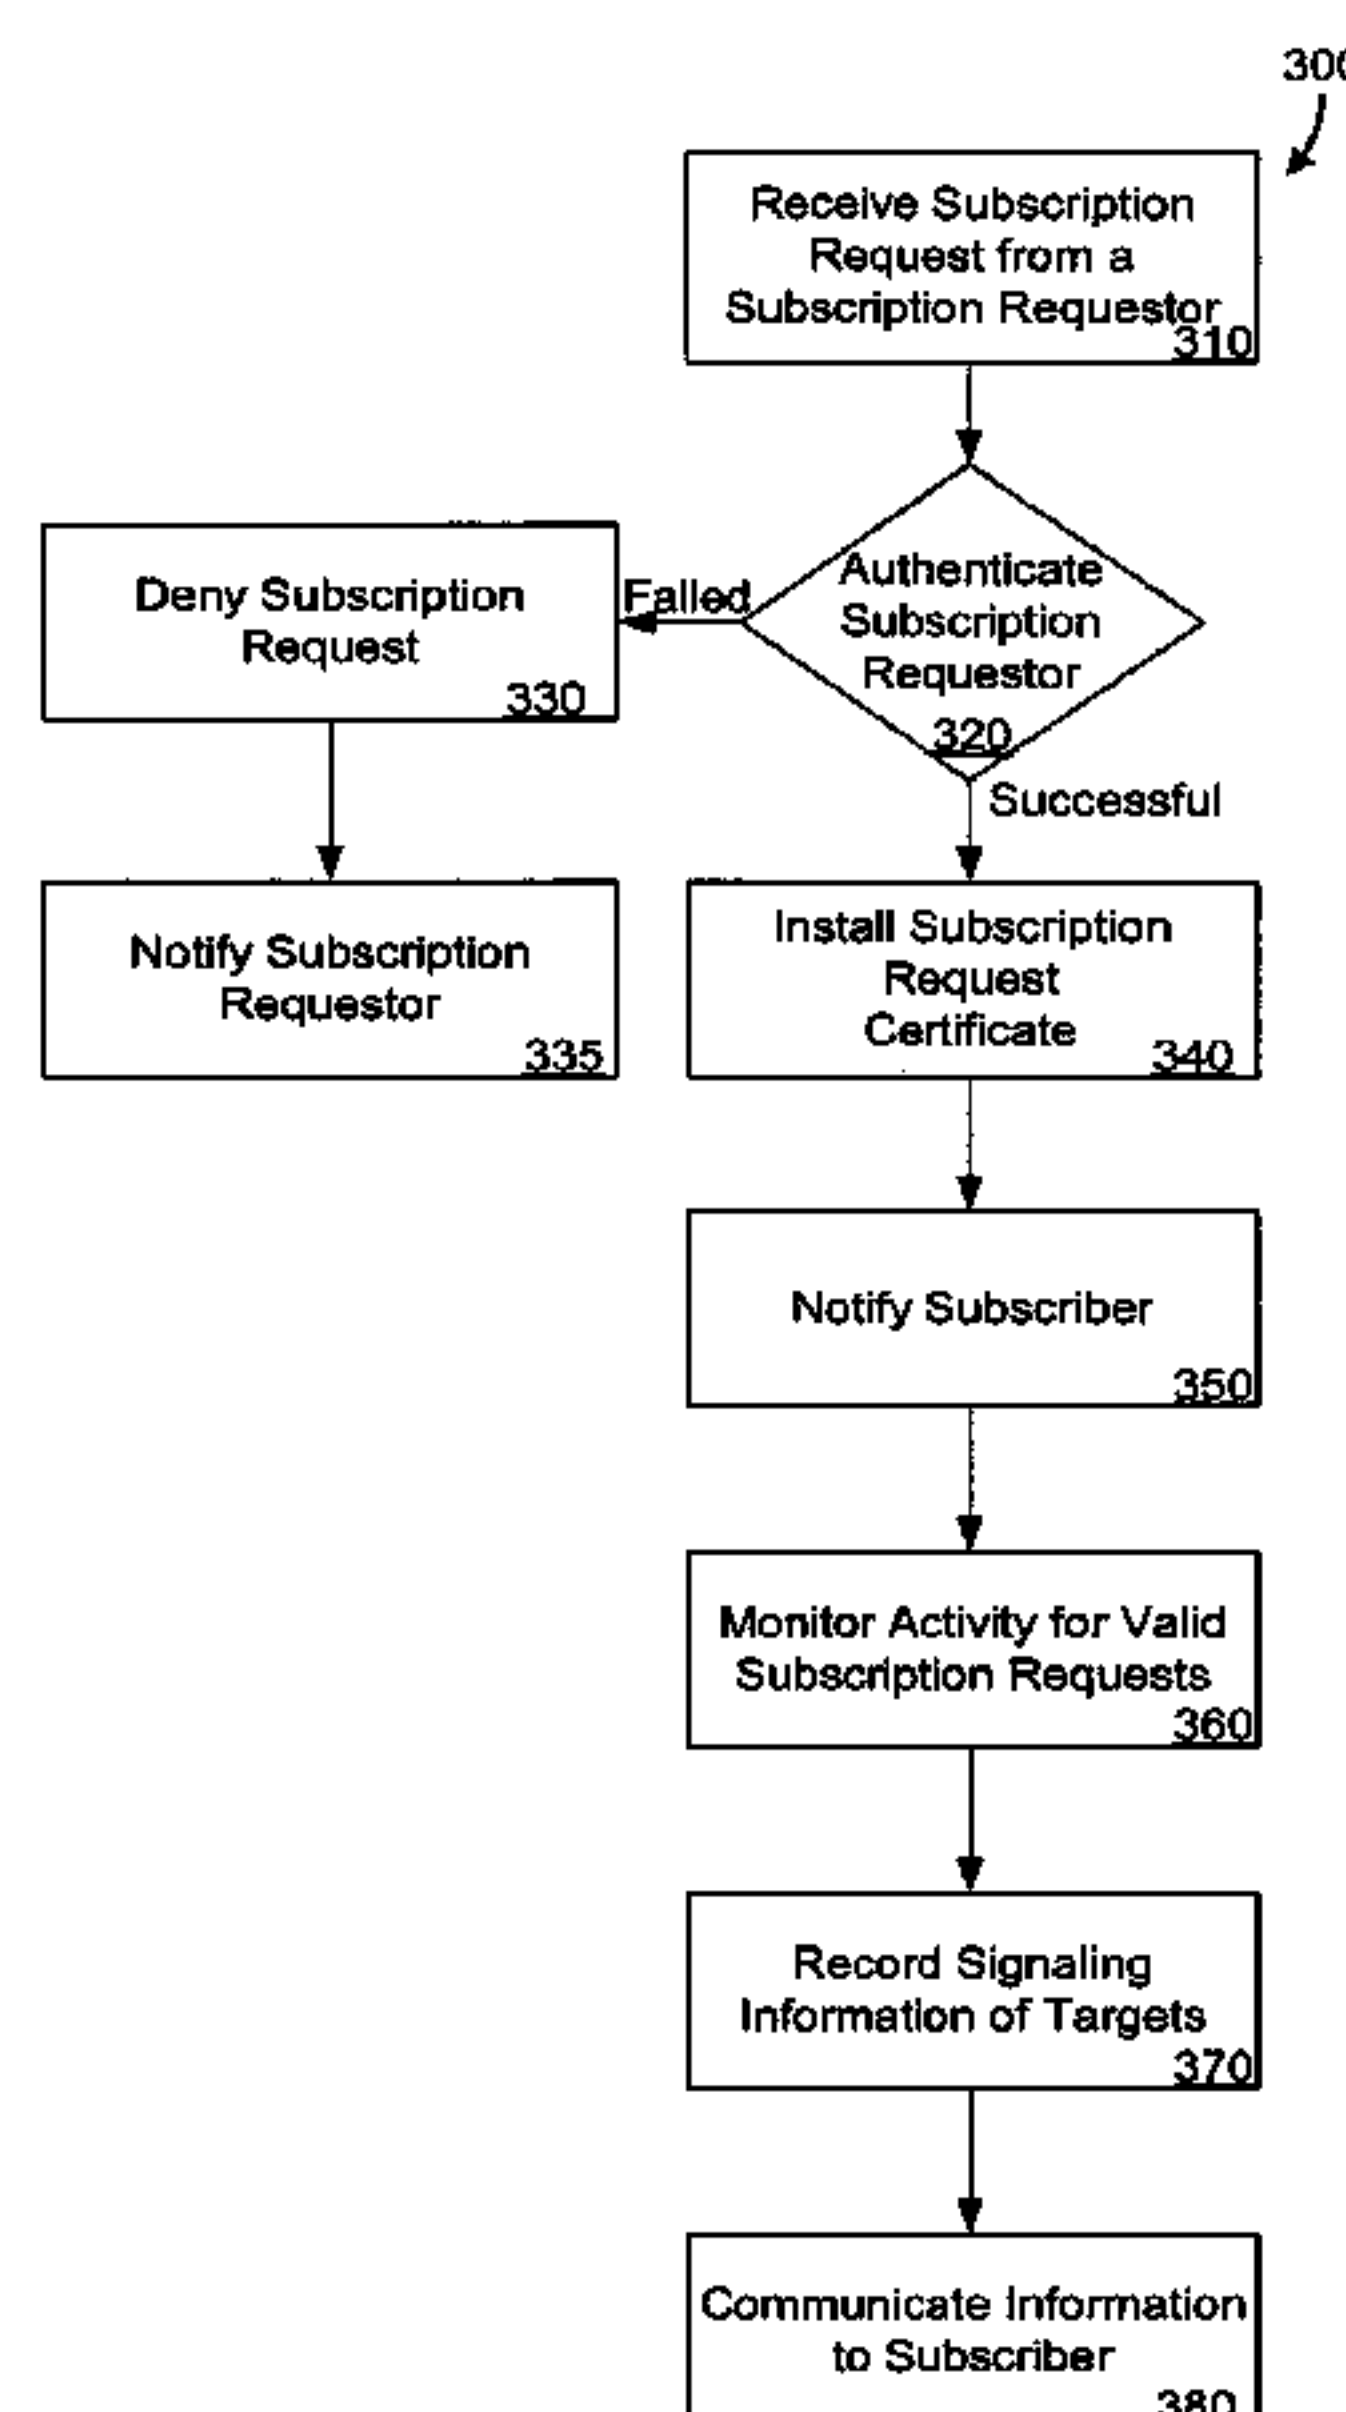 300
Receive Subscription
Request from a
Subscription Requestor
310
Authenticate
Subscription
Requestor
320
Failed
Deny Subscription
Request
330
Successful
Notify Subscription
Requestor
335
Install Subscription
Request
Certificate
340
Notify Subscriber
350
Monitor Activity for Valid
Subscription Requests
360
Record Signaling
Information of Targets
370
Communicate Information
to Subscriber
380